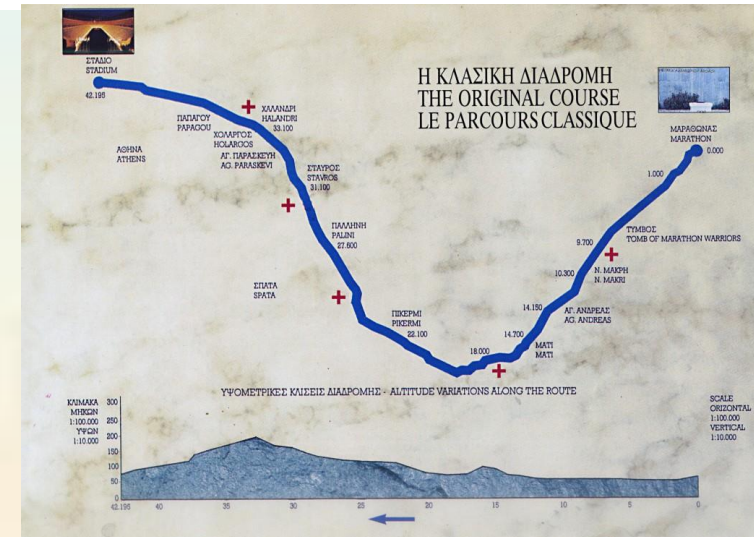 Η ΚΛΑΣΙΚΗ ΔΙΑΔΡΟΜΗ
THE ORIGINAL COURSE
LE PARCOURS CLASSIQUE
ΣΤΑΔΙΟ
STADIUM
42.195
ΠΑΠΑΓΟΥ
PAPAGOU
ΧΑΛΑΝΔΡΙ
HALANDRI
33.100
ΧΟΛΑΡΓΟΣ
HOLARGOS
ΑΓ. ΠΑΡΑΣΚΕΥΗ
AG. PARASKEVI
ΑΘΗΝΑ
ATHENS
ΣΤΑΥΡΟΣ
STAVROS
31.100
ΠΑΛΛΗΝΗ
PALINI
27.600
ΣΠΑΤΑ
SPATA
ΠΙΚΕΡΜΙ
PIKERMI
22.100
18.000
ΜΑΤΙ
MATI
14.700
14.150
ΑΓ. ΑΝΔΡΕΑΣ
AG. ANDREAS
10.300
Ν. ΜΑΚΡΗ
N. MAKRI
9.700
ΤΥΜΒΟΣ
TOMB OF MARATHON WARRIORS
1.000
ΜΑΡΑΘΩΝΑΣ
MARATHON
0.000
ΥΨΟΜΕΤΡΙΚΕΣ ΚΛΙΣΕΙΣ ΔΙΑΔΡΟΜΗΣ - ALTITUDE VARIATIONS ALONG THE ROUTE
ΚΛΙΜΑΚΑ
ΜΗΚΩΝ
1:100.000
ΥΨΩΝ
1:10.000
300
250
200
150
100
50
0
SCALE
ORIZONTAL
1:100.000
VERTICAL
1:10.000
42.195 40 35 30 25 20 15 10 5 0